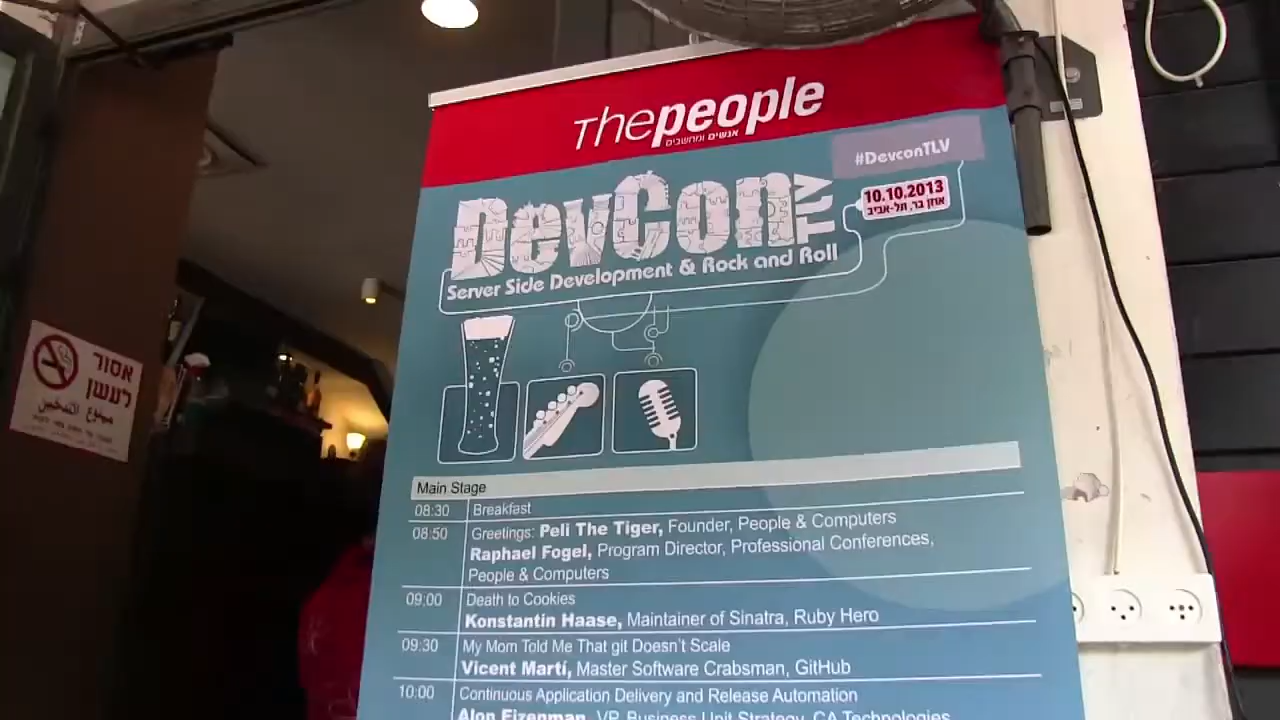 Thepeople
אנשים ומחשבים
#DevconTLV
DevCon TLV
10.10.2013
אוזן בר, תל-אביב
Server Side Development & Rock and Roll
אסור
לעשן
ممنوع التدخين
Main Stage
08:30 Breakfast
08:50 Greetings: Peli The Tiger, Founder, People & Computers
Raphael Fogel, Program Director, Professional Conferences,
People & Computers
09:00 Death to Cookies
Konstantin Haase, Maintainer of Sinatra, Ruby Hero
09:30 My Mom Told Me That git Doesn't Scale
Vicent Martí, Master Software Crabsman, GitHub
10:00 Continuous Application Delivery and Release Automation
Alon Eizenman, VP, Business Unit Strategy, CA Technologies